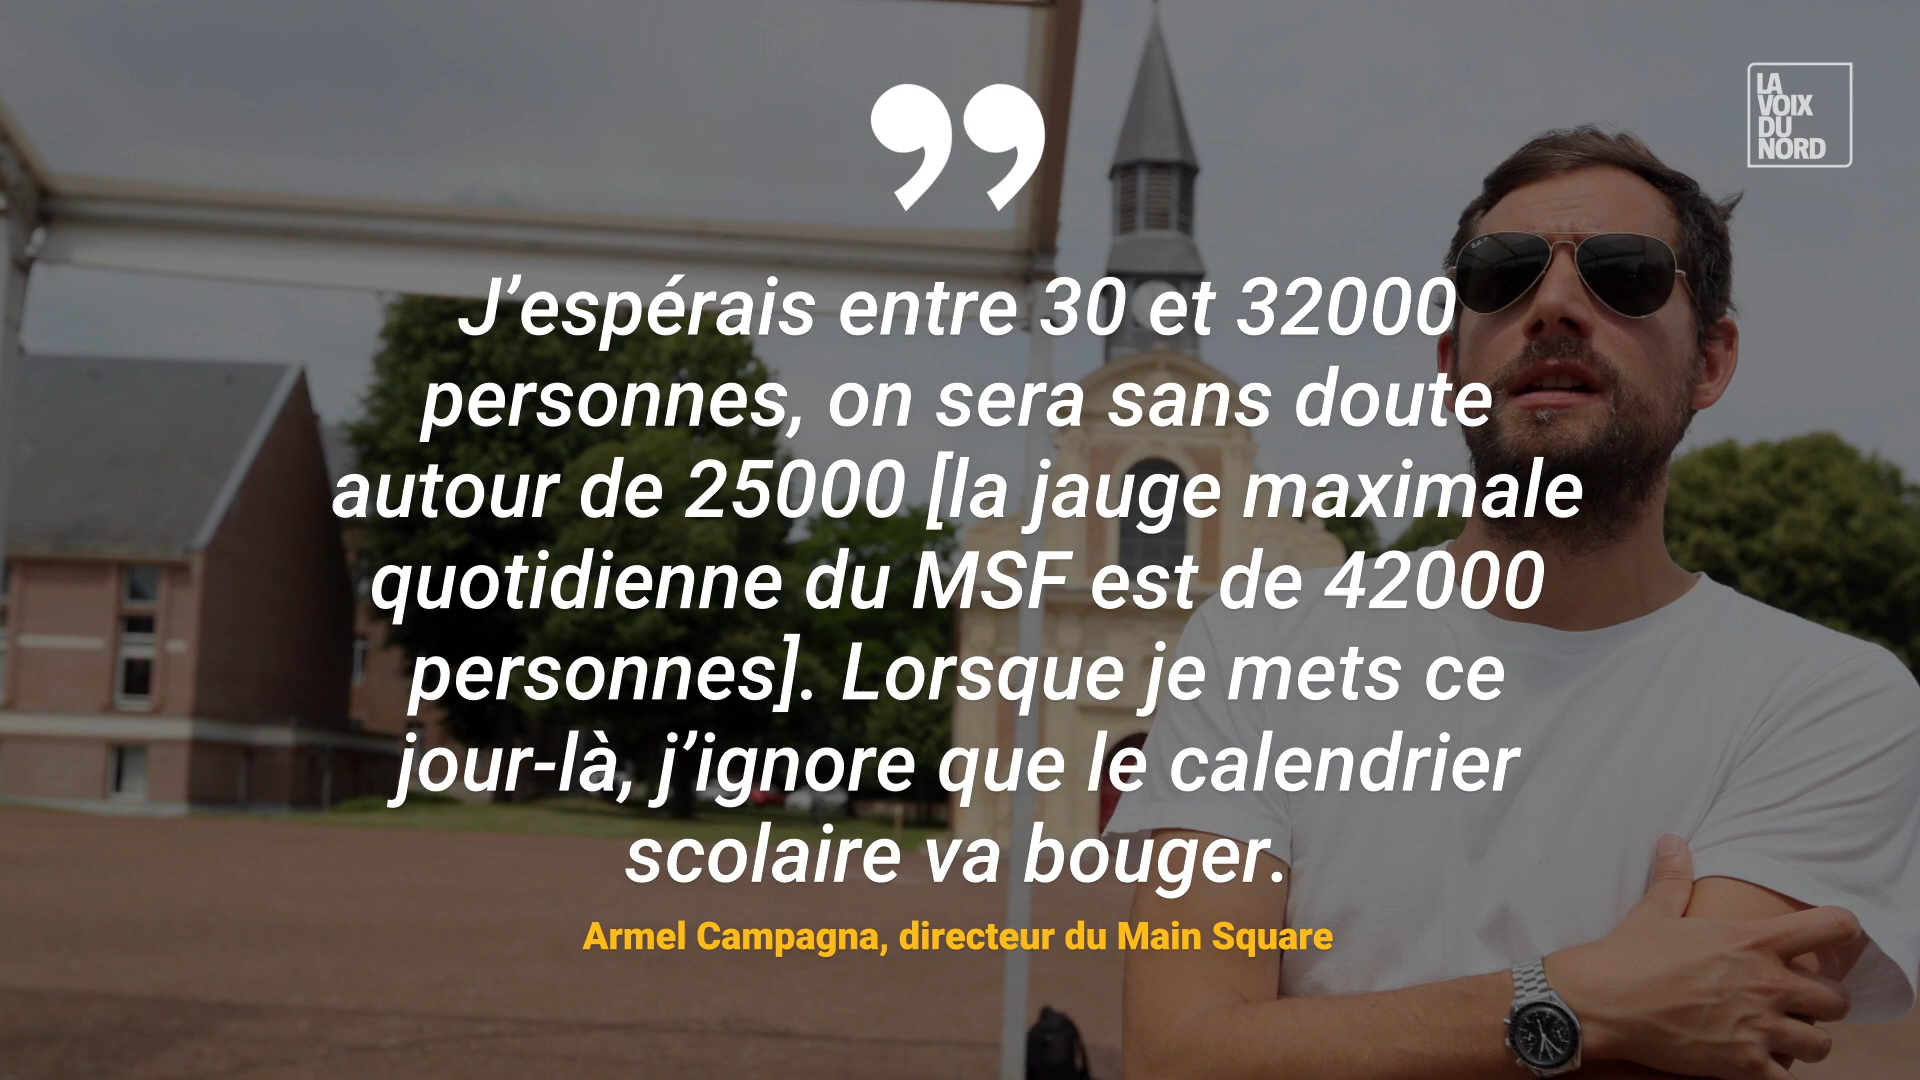 LA
VOIX
DU
NORD
”
J’espérais entre 30 et 32000
personnes, on sera sans doute
autour de 25000 [la jauge maximale
quotidienne du MSF est de 42000
personnes]. Lorsque je mets ce
jour-là, j’ignore que le calendrier
scolaire va bouger.
Armel Campagna, directeur du Main Square